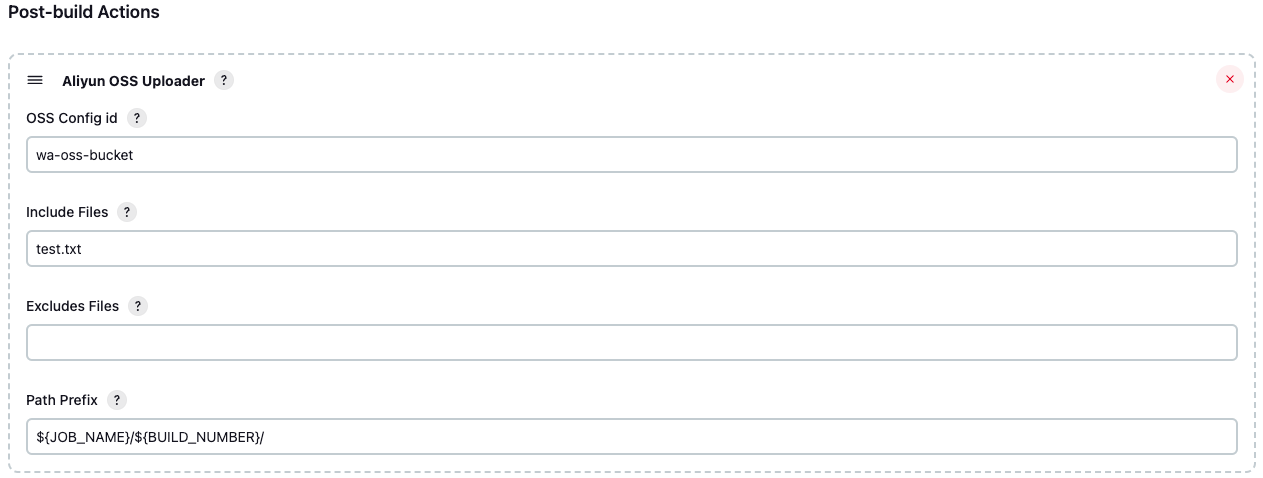 Post-build Actions
Aliyun OSS Uploader ?
OSS Config id ?
wa-oss-bucket
Include Files ?
test.txt
Excludes Files ?
Path Prefix ?
${JOB_NAME}/${BUILD_NUMBER}/